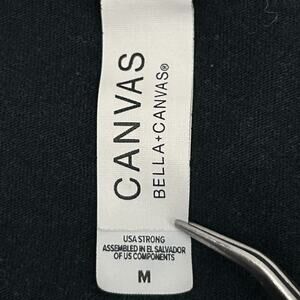 CANVAS
BELLA+CANVAS®
USA STRONG
ASSEMBLED IN EL SALVADOR
OF US COMPONENTS
M